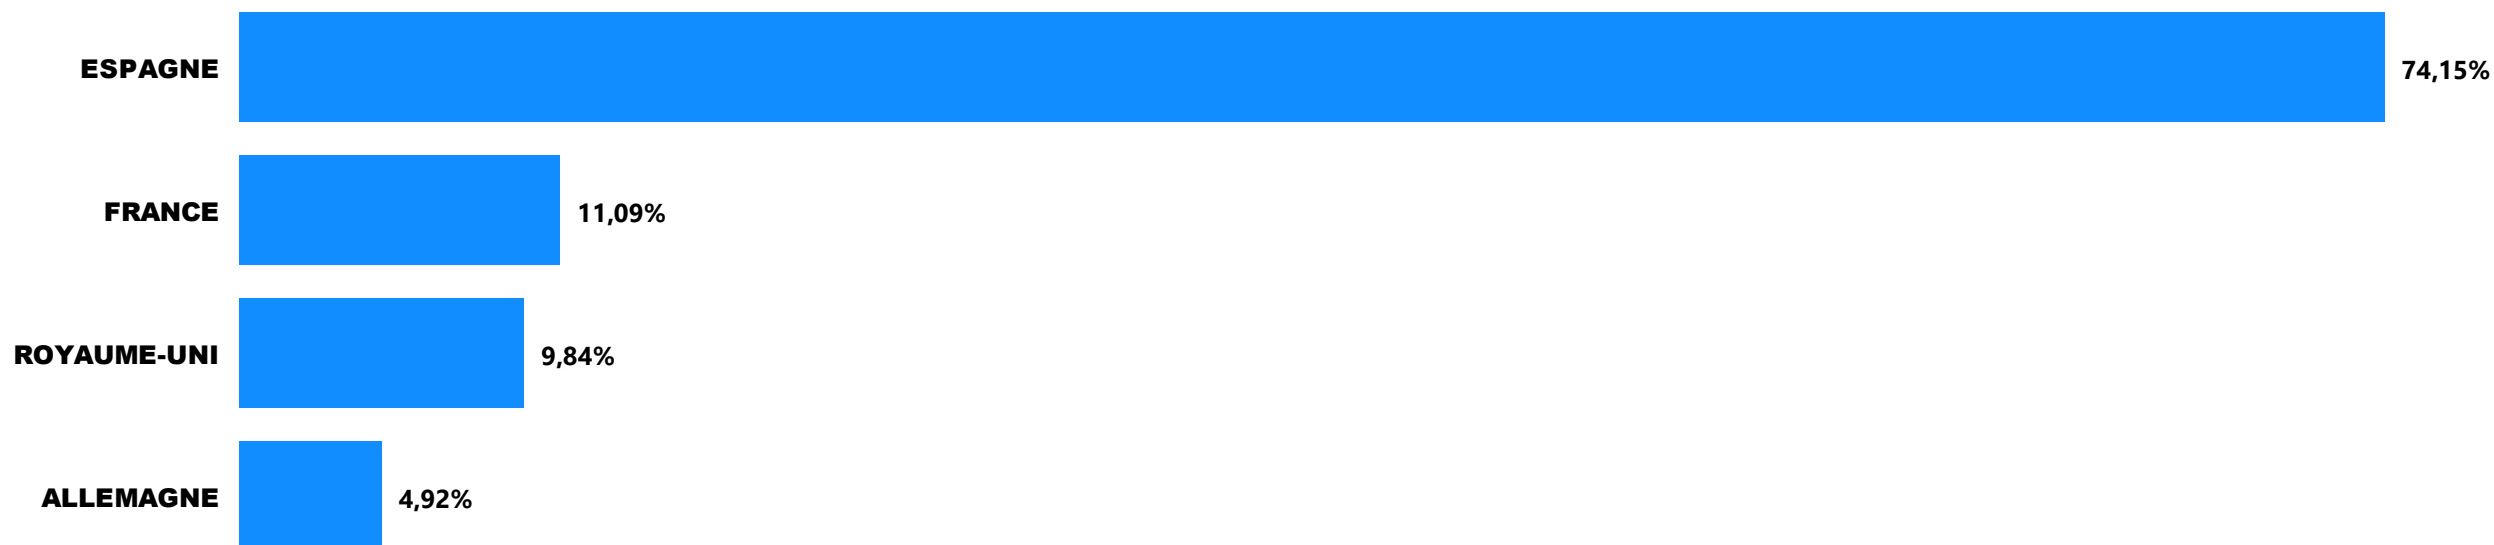 ESPAGNE 74,15%
FRANCE 11,09%
ROYAUME-UNI 9,84%
ALLEMAGNE 4,92%